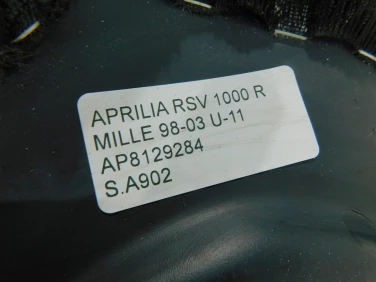 APRILIA RSV 1000 R
MILLE 98-03 U-11
AP8129284
S.A902